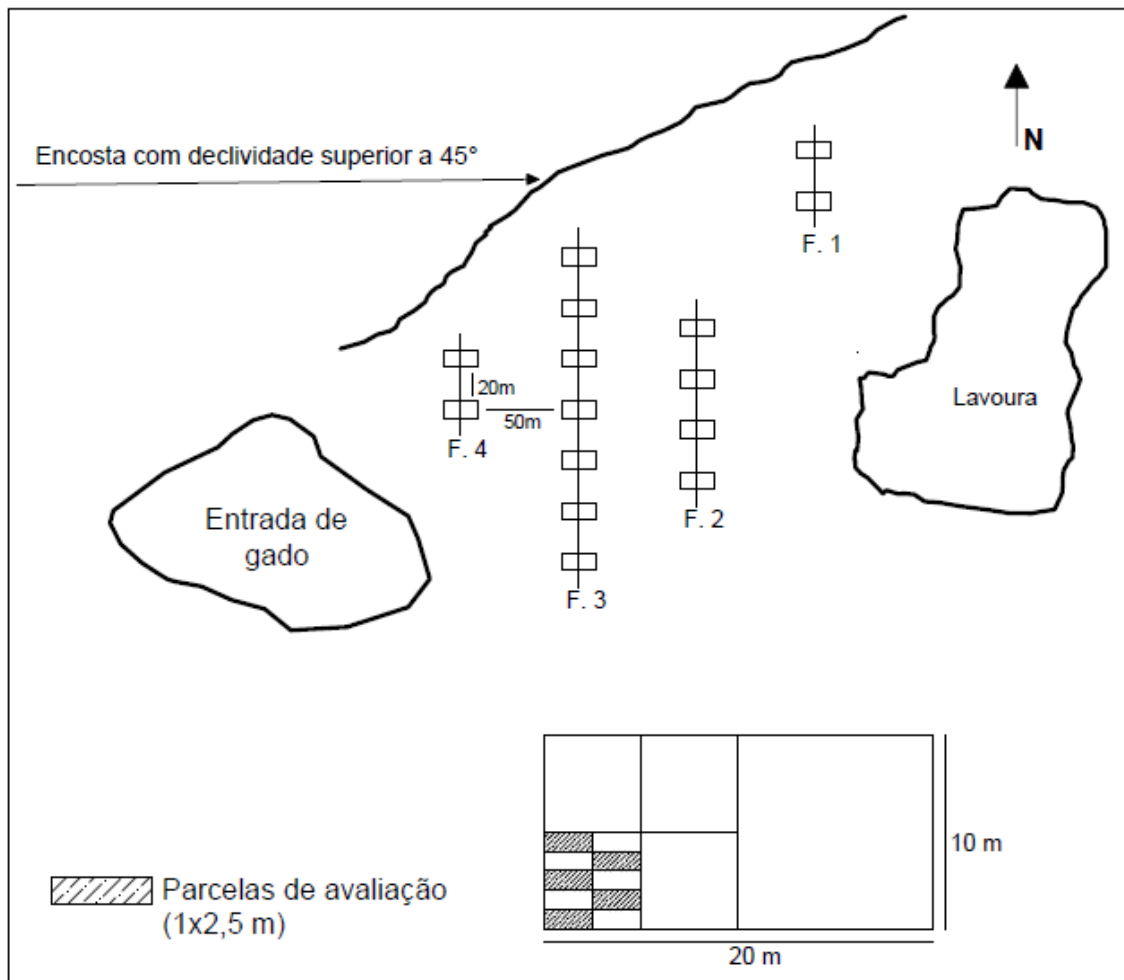 Encosta com declividade superior a 45°
N
F. 1
Lavoura
20m
50m
F. 4
F. 2
Entrada de
gado
F. 3
10 m
Parcelas de avaliação
(1x2,5 m)
20 m